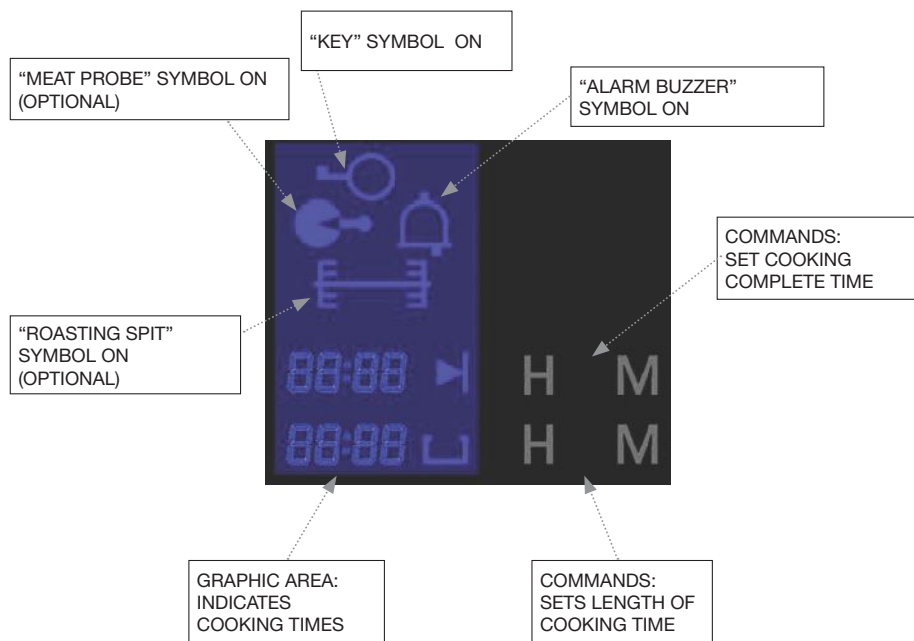 “KEY” SYMBOL ON
“MEAT PROBE” SYMBOL ON
(OPTIONAL)
“ALARM BUZZER”
SYMBOL ON
COMMANDS:
SET COOKING
COMPLETE TIME
“ROASTING SPIT”
SYMBOL ON
(OPTIONAL)
88:88 H M
88:88 H M
GRAPHIC AREA:
INDICATES
COOKING TIMES
COMMANDS:
SETS LENGTH OF
COOKING TIME